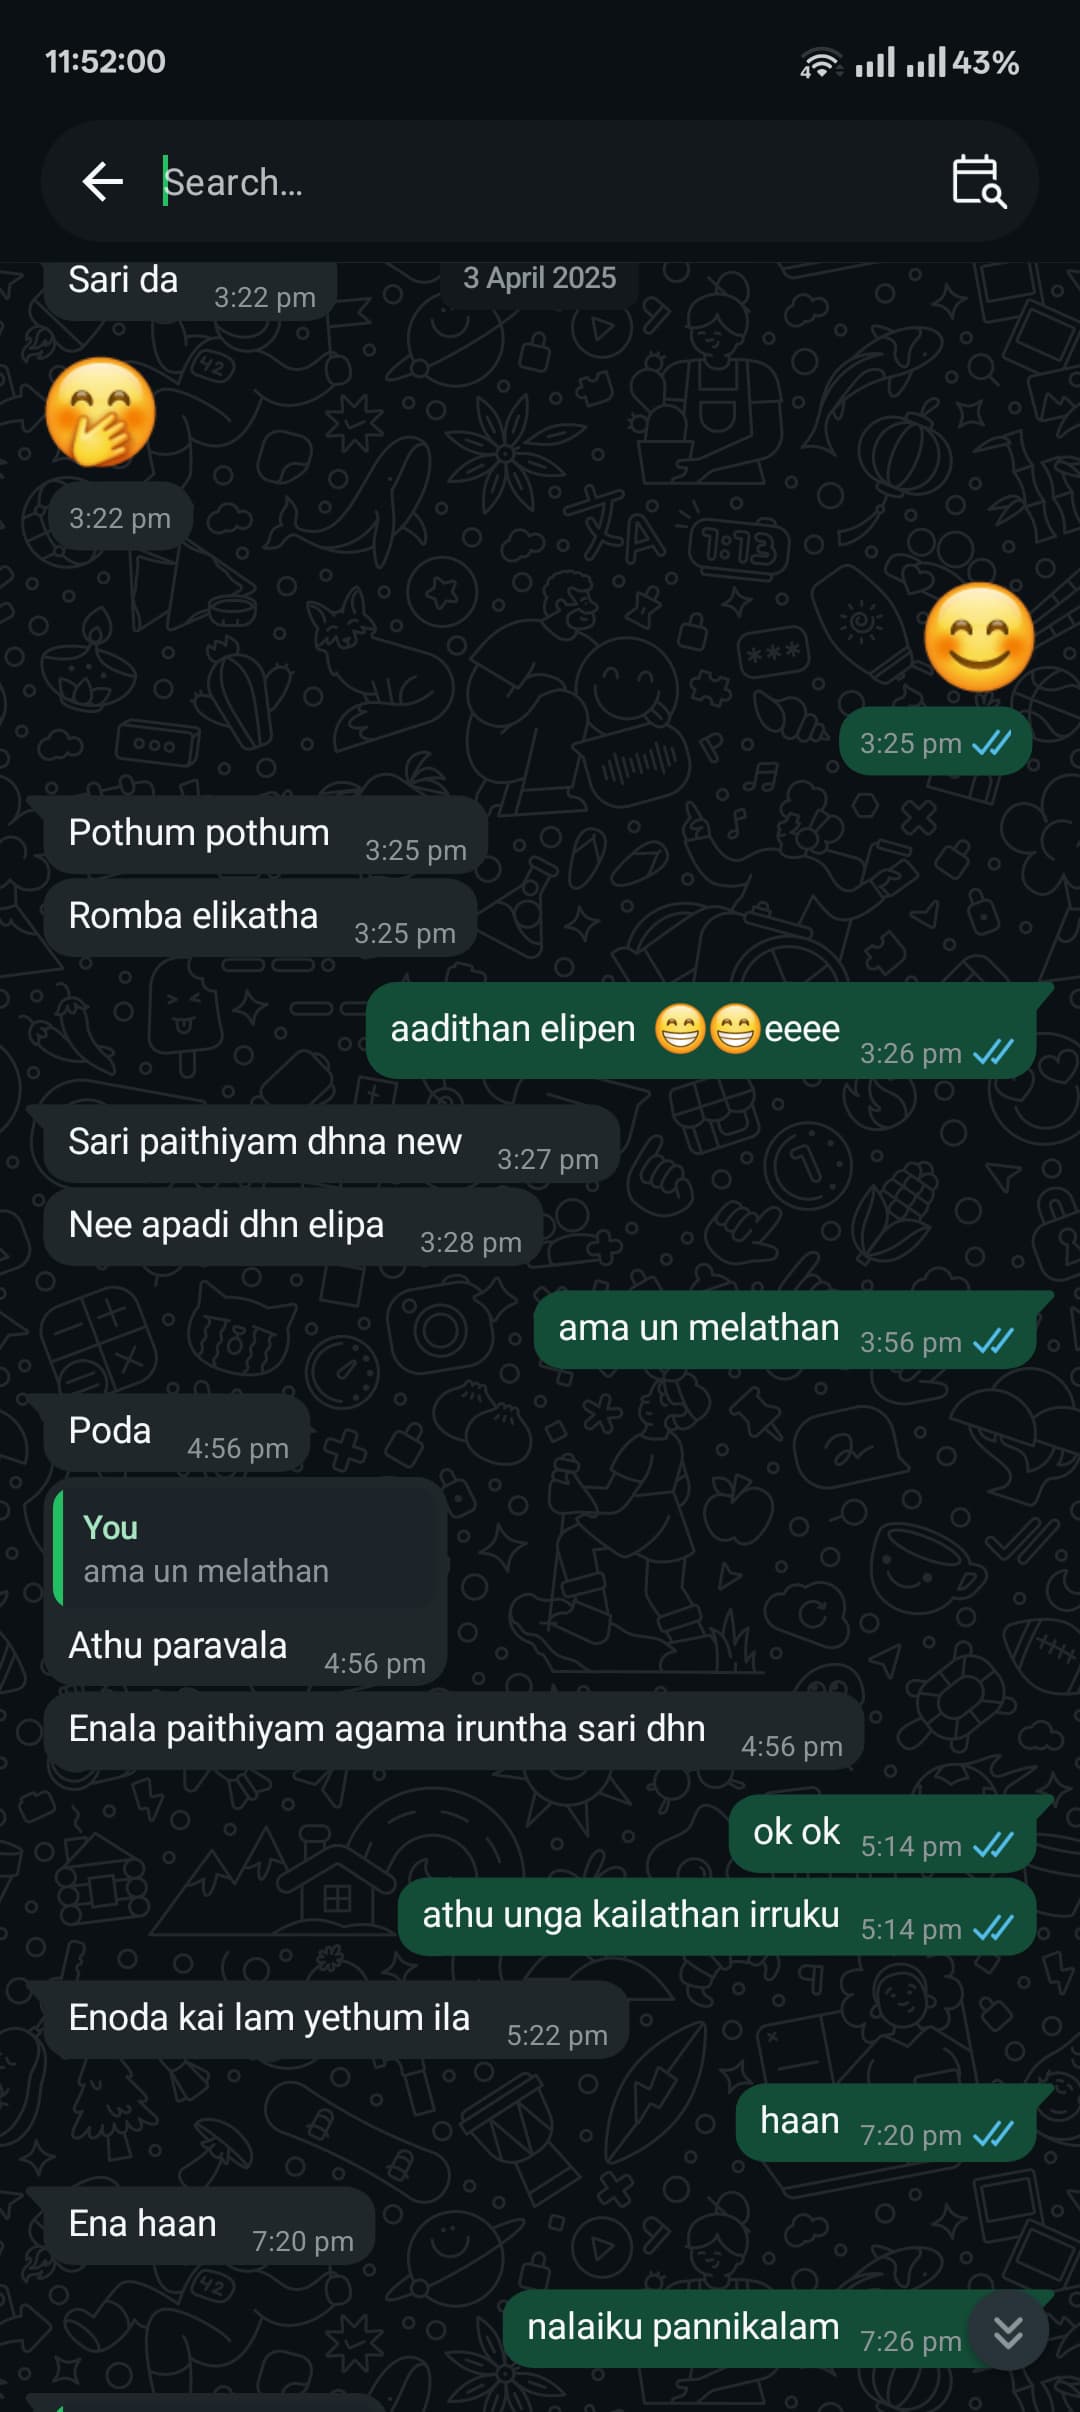 11:52:00
4
43%
Search...
3 April 2025
Sari da
3:22 pm
🤭
3:22 pm
😊
3:25 pm
Pothum pothum
3:25 pm
Romba elikatha
3:25 pm
aadithan elipen 😁😁eeee
3:26 pm
Sari paithiyam dhna new
3:27 pm
Nee apadi dhn elipa
3:28 pm
ama un melathan
3:56 pm
Poda
4:56 pm
You
ama un melathan
Athu paravala
4:56 pm
Enala paithiyam agama iruntha sari dhn
4:56 pm
ok ok
5:14 pm
athu unga kailathan irruku
5:14 pm
Enoda kai lam yethum ila
5:22 pm
haan
7:20 pm
Ena haan
7:20 pm
nalaiku pannikalam
7:26 pm